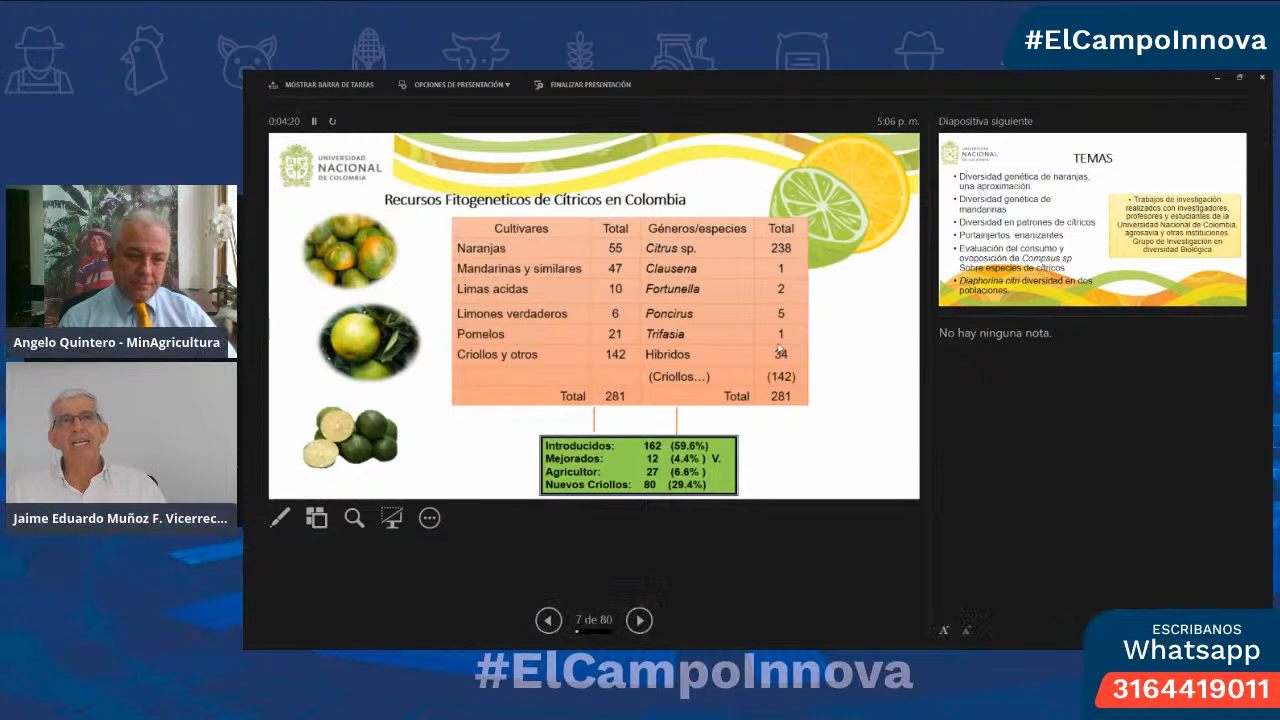 #ElCampoInnova
MOSTRAR BARRA DE TAREAS
OPCIONES DE PRESENTACIÓN ▾
FINALIZAR PRESENTACIÓN
0:04:20
5:06 p. m.
Diapositiva siguiente
UNIVERSIDAD
NACIONAL
DE COLOMBIA
Recursos Fitogeneticos de Cítricos en Colombia
Cultivares Total Géneros/especies Total
Naranjas 55 Citrus sp. 238
Mandarinas y similares 47 Clausena 1
Limas acidas 10 Fortunella 2
Limones verdaderos 6 Poncirus 5
Pomelos 21 Trifasia 1
Criollos y otros 142 Hibridos 34
(Criollos...) (142)
Total 281 Total 281
Introducidos: 162 (59.6%)
Mejorados: 12 (4.4% ) V.
Agricultor: 27 (6.6% )
Nuevos Criollos: 80 (29.4%)
UNIVERSIDAD
NACIONAL
DE COLOMBIA
TEMAS
• Diversidad genética de naranjas,
una aproximación.
• Diversidad genética de
mandarinas
• Diversidad en patrones de cítricos
• Portainjertos enanizantes
• Evaluación del consumo y
ovoposición de Compsus sp
Sobre especies de cítricos
• Diaphorina citri diversidad en dos
poblaciones.
• Trabajos de investigación
realizados con investigadores,
profesores y estudiantes de la
Universidad Nacional de Colombia,
agrosavia y otras instituciones.
Grupo de Investigación en
diversidad Biológica
No hay ninguna nota.
Angelo Quintero - MinAgricultura
Jaime Eduardo Muñoz F. Vicerrec...
7 de 80
A A
#ElCampoInnova
ESCRIBANOS
Whatsapp
3164419011